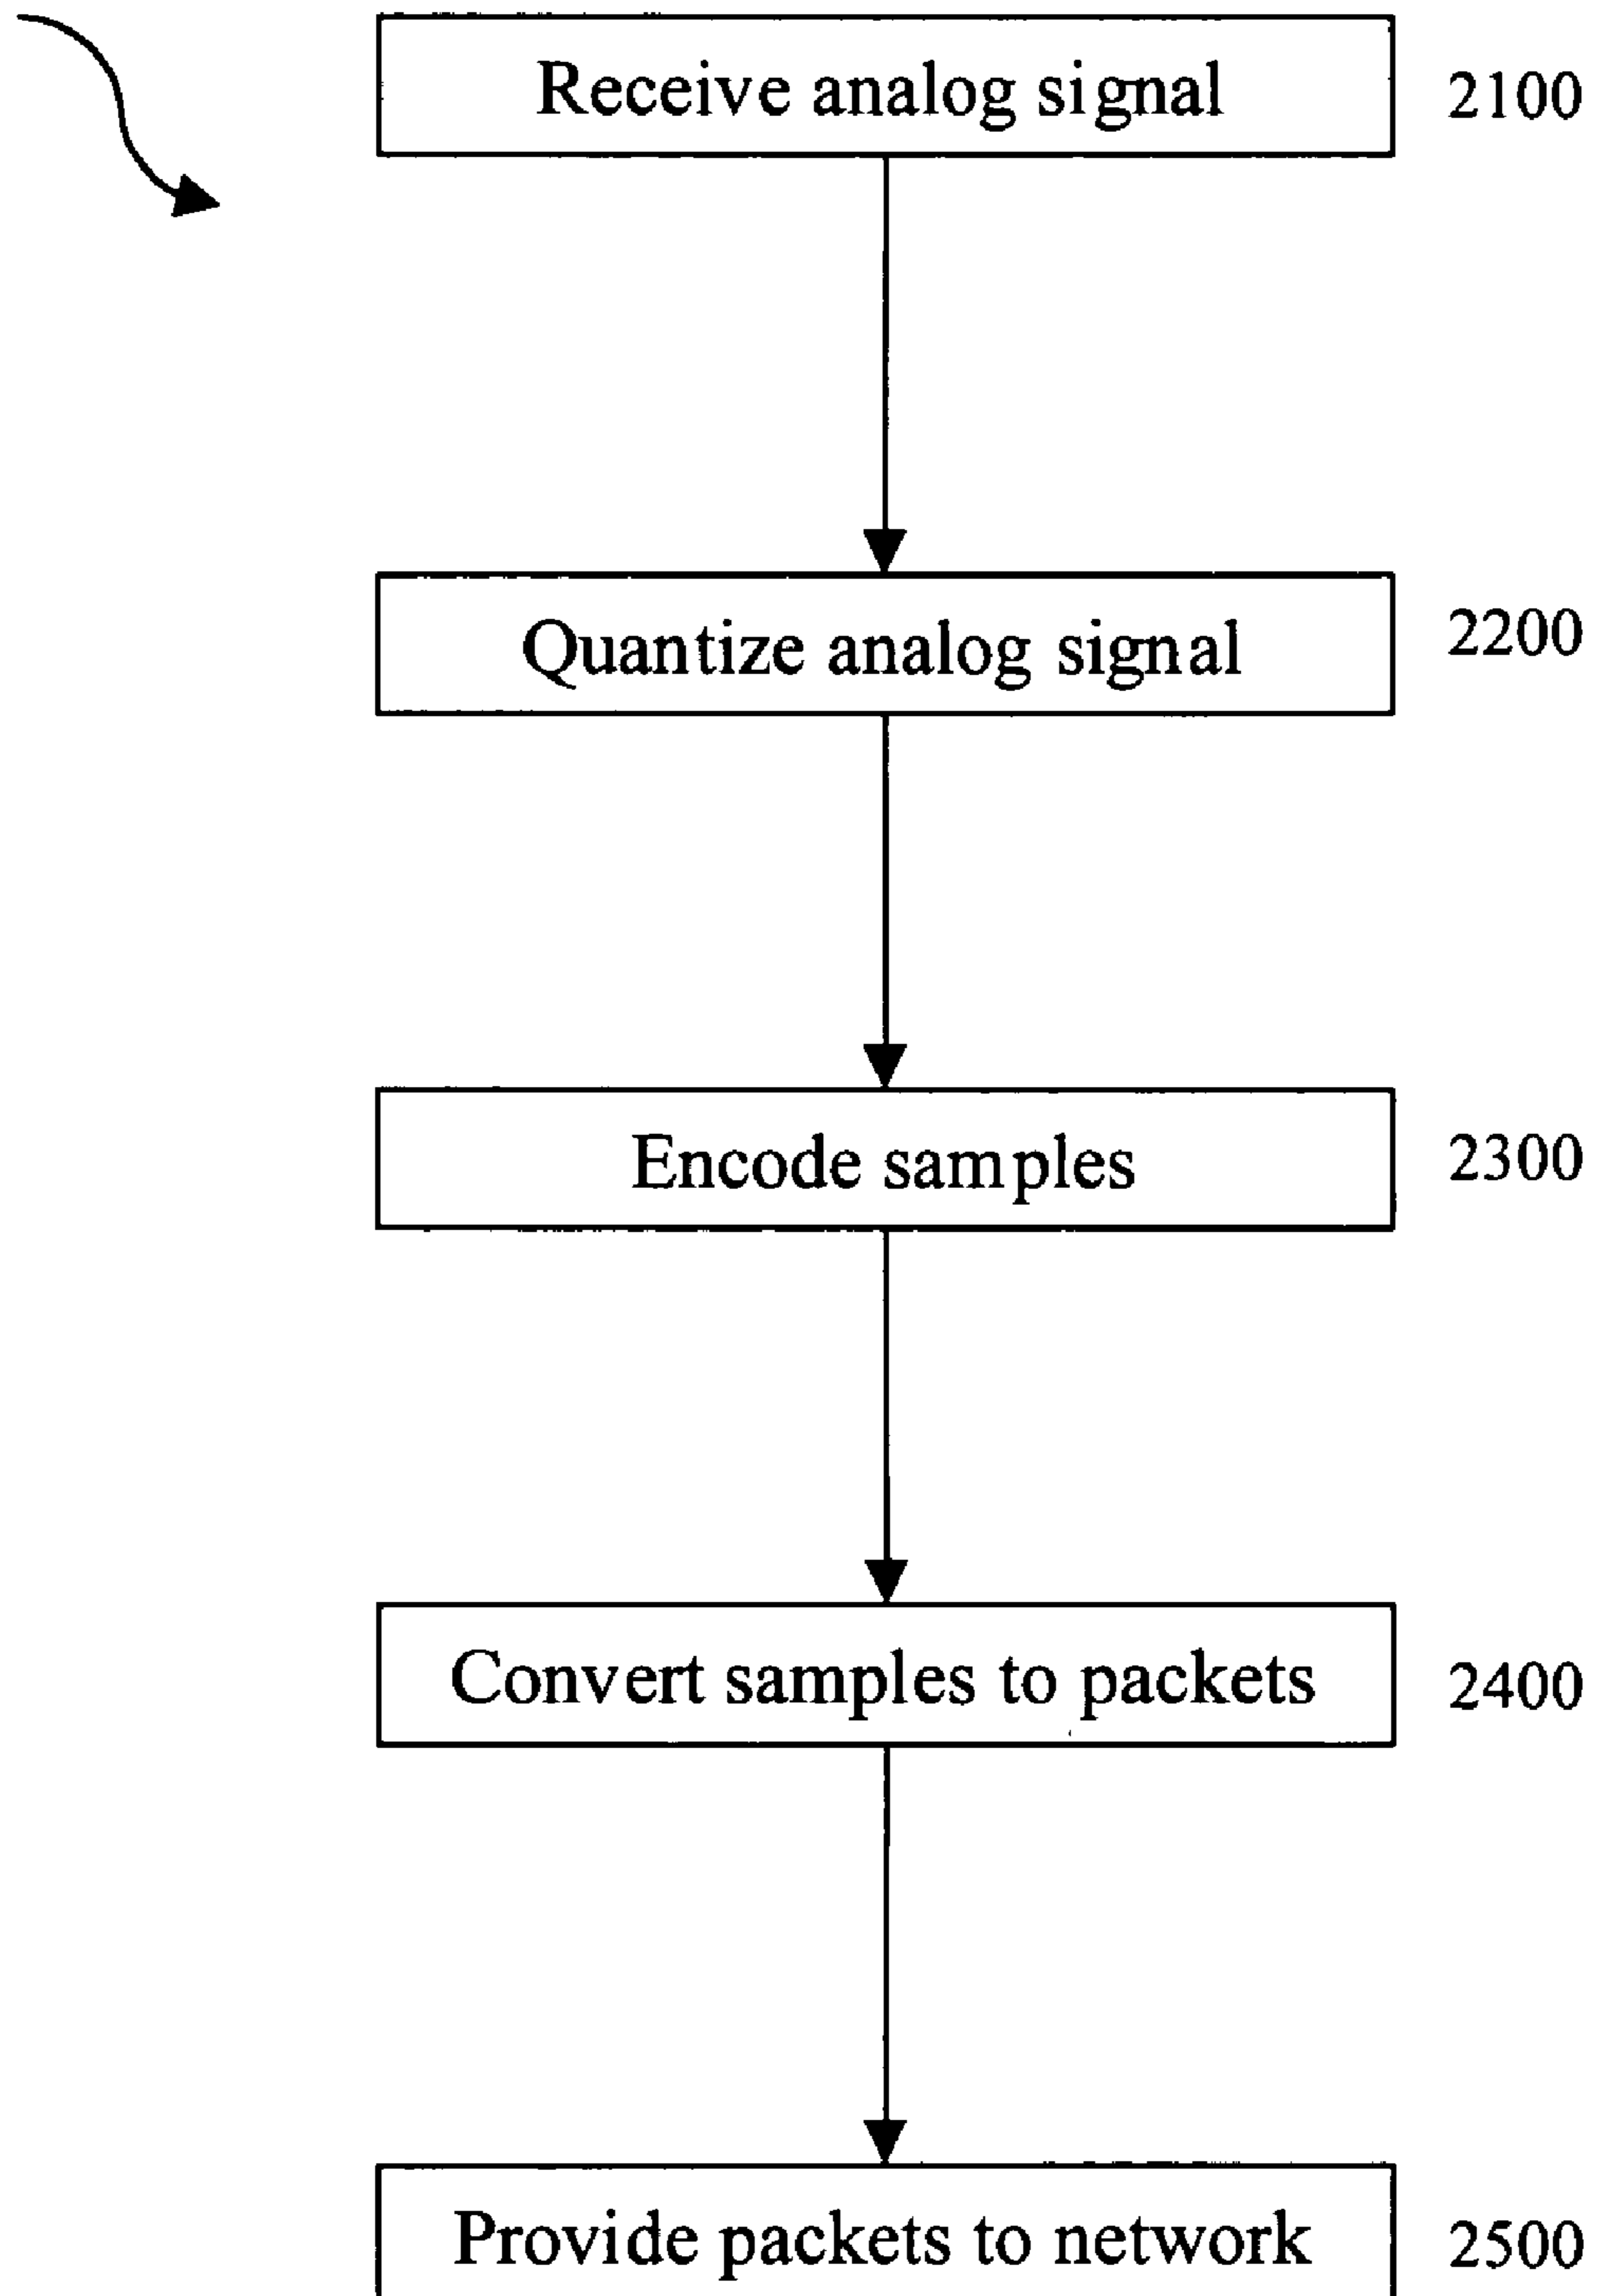 Receive analog signal 2100
Quantize analog signal 2200
Encode samples 2300
Convert samples to packets 2400
Provide packets to network 2500